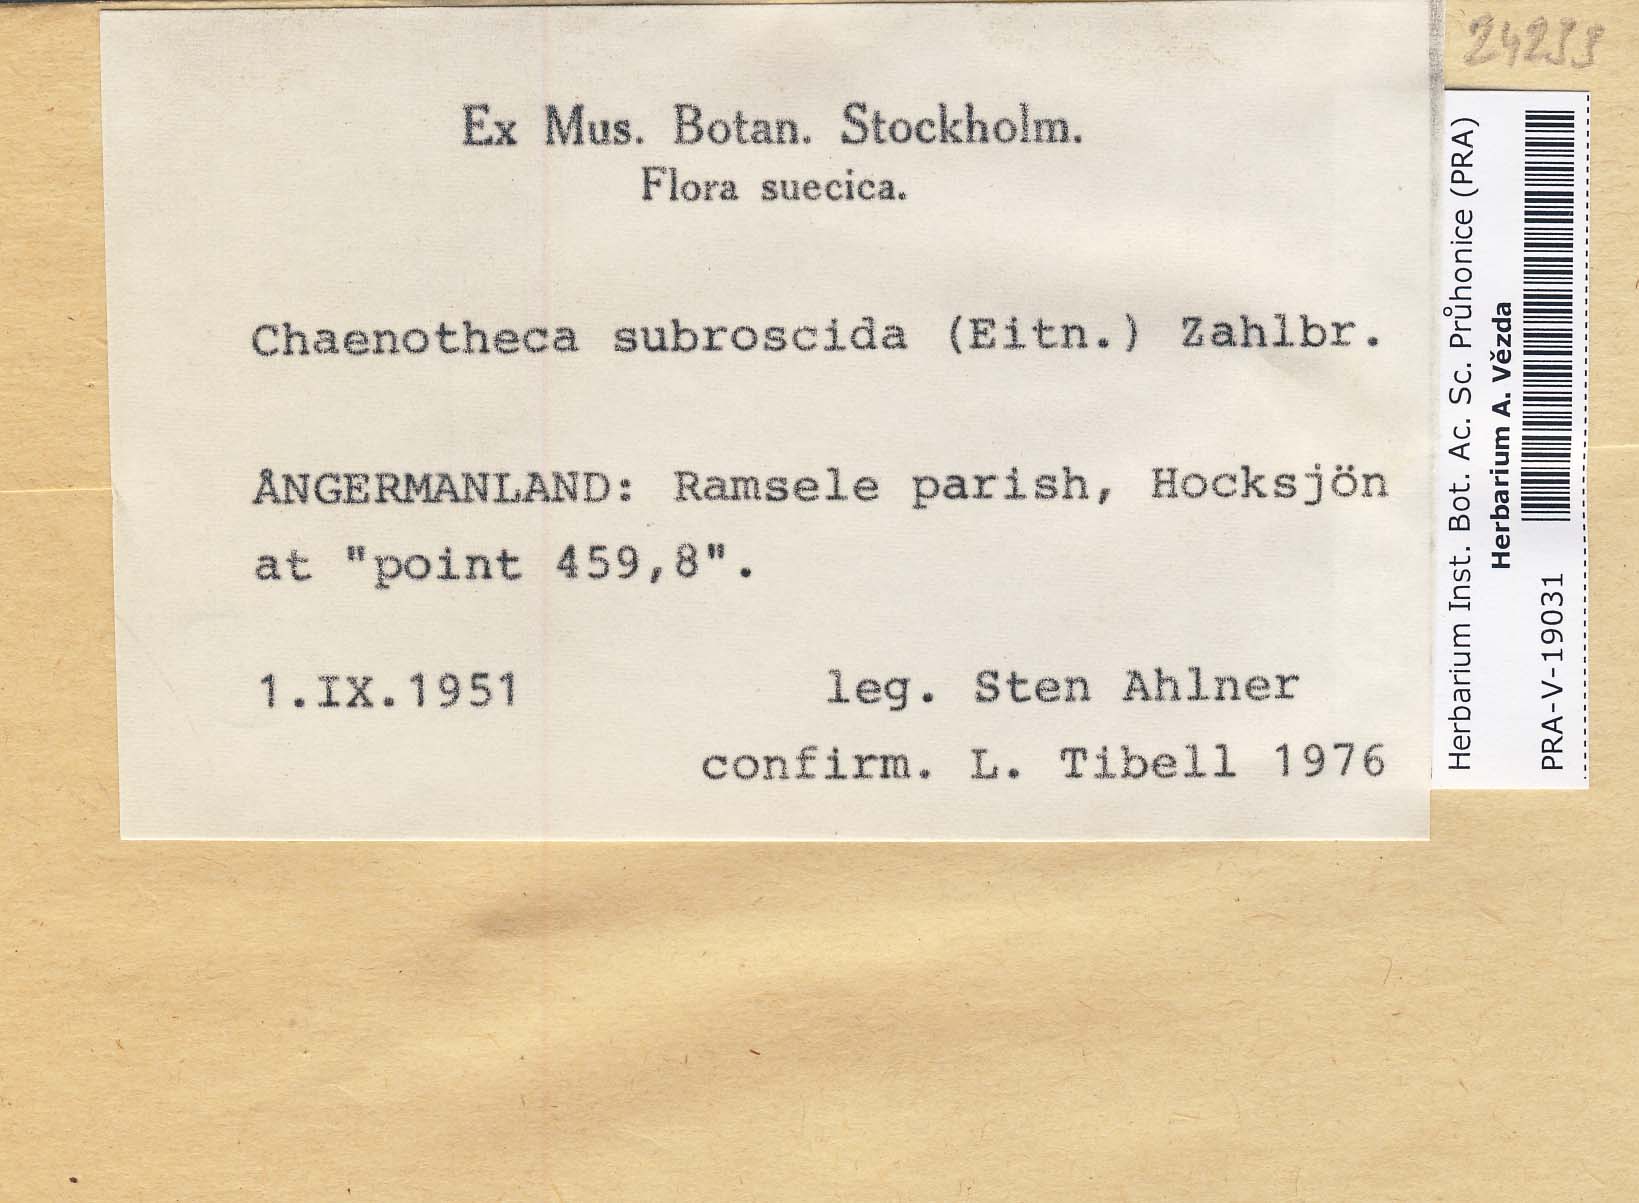 24233
Ex Mus. Botan. Stockholm.
Flora suecica.
Chaenotheca subroscida (Eitn.) Zahlbr.
ÅNGERMANLAND: Ramsele parish, Hocksjön
at "point 459,8".
1.IX.1951 leg. Sten Ahlner
confirm. L. Tibell 1976
Herbarium Inst. Bot. Ac. Sc. Průhonice (PRA)
Herbarium A. Vězda
PRA-V-19031